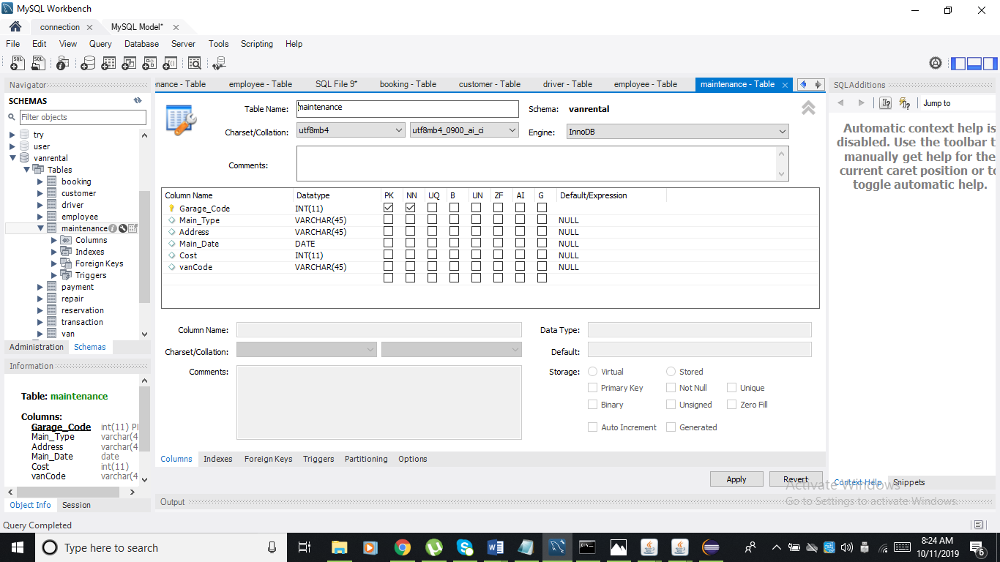 MySQL Workbench
connection
MySQL Model*
File Edit View Query Database Server Tools Scripting Help
Navigator
SCHEMAS
Filter objects
try
user
vanrental
Tables
booking
customer
driver
employee
maintenance
Columns
Indexes
Foreign Keys
Triggers
payment
repair
reservation
transaction
van
Administration Schemas
Information
Table: maintenance
Columns:
Garage_Code int(11) PI
Main_Type varchar(4
Address varchar(4
Main_Date date
Cost int(11)
vanCode varchar(4
Object Info Session
nance - Table employee - Table SQL File 9* booking - Table customer - Table driver - Table employee - Table maintenance - Table
Table Name: maintenance Schema: vanrental
Charset/Collation: utf8mb4 utf8mb4_0900_ai_ci Engine: InnoDB
Comments:
Column Name Datatype PK NN UQ B UN ZF AI G Default/Expression
Garage_Code INT(11)
Main_Type VARCHAR(45) NULL
Address VARCHAR(45) NULL
Main_Date DATE NULL
Cost INT(11) NULL
vanCode VARCHAR(45) NULL
Column Name: Data Type:
Charset/Collation: Default:
Comments: Storage: Virtual Stored
Primary Key Not Null Unique
Binary Unsigned Zero Fill
Auto Increment Generated
Columns Indexes Foreign Keys Triggers Partitioning Options
Apply Revert
Output
SQLAdditions
Jump to
Automatic context help is
disabled. Use the toolbar t
manually get help for the
current caret position or to
toggle automatic help.
Context Help Snippets
Activate Windows
Go to Settings to activate Windows.
Query Completed
Type here to search
8:24 AM
10/11/2019
6